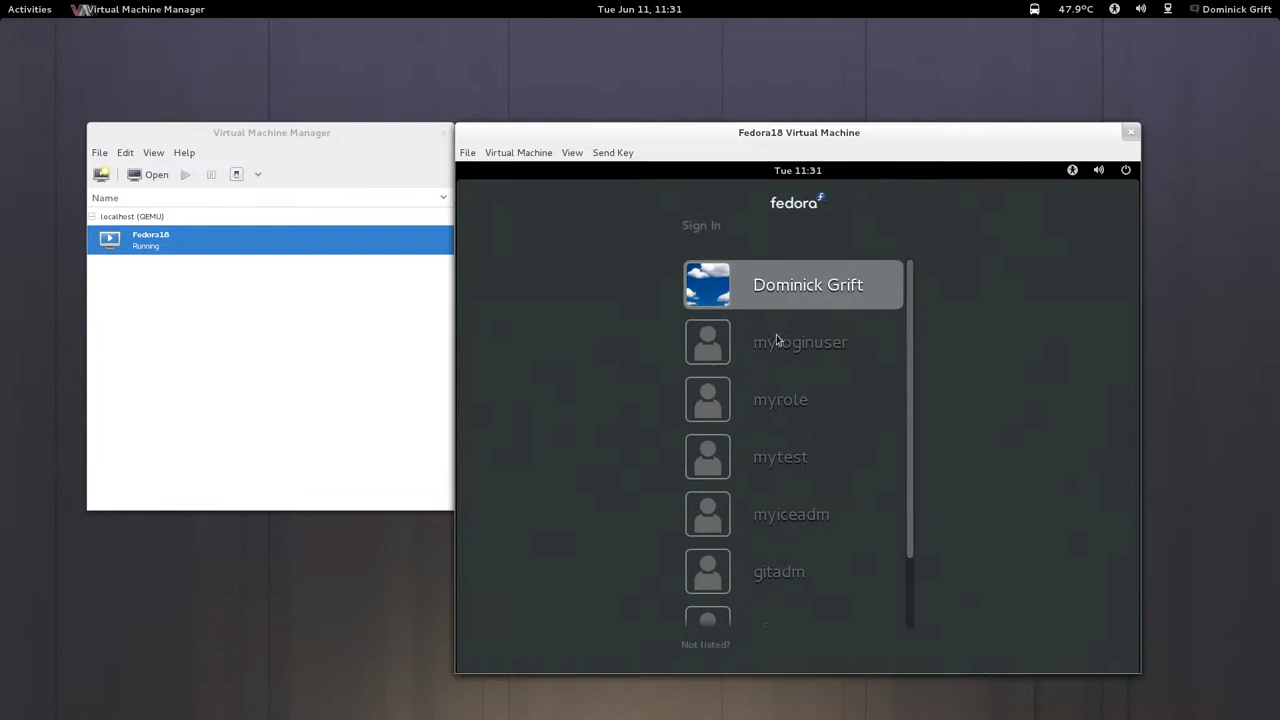 Activities Virtual Machine Manager Tue Jun 11, 11:31 47.9ºC Dominick Grift
Virtual Machine Manager
File Edit View Help
Open
Name
localhost (QEMU)
Fedora18
Running
Fedora18 Virtual Machine
File Virtual Machine View Send Key
Tue 11:31
fedora
Sign In
Dominick Grift
myloginuser
myrole
mytest
myiceadm
gitadm
Not listed?